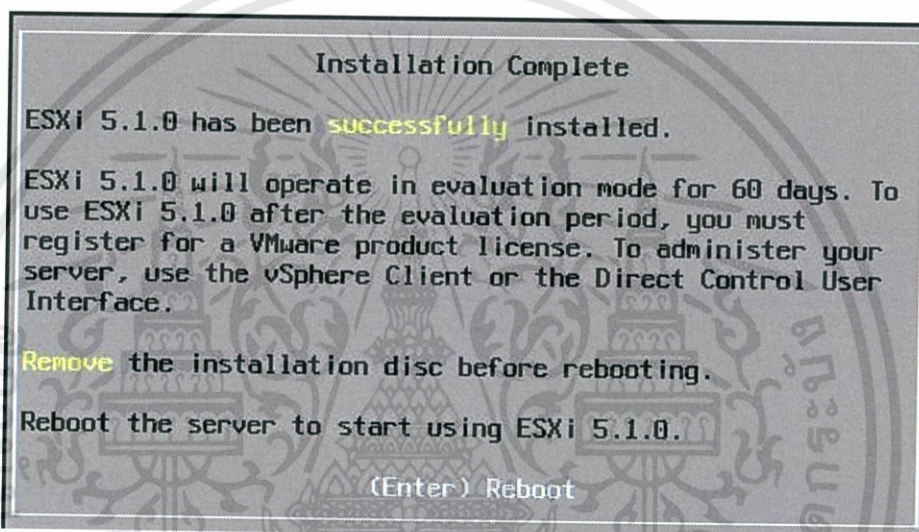 Installation Complete
ESXi 5.1.0 has been successfully installed.
ESXi 5.1.0 will operate in evaluation mode for 60 days. To
use ESXi 5.1.0 after the evaluation period, you must
register for a VMware product license. To administer your
server, use the vSphere Client or the Direct Control User
Interface.
Remove the installation disc before rebooting.
Reboot the server to start using ESXi 5.1.0.
(Enter) Reboot